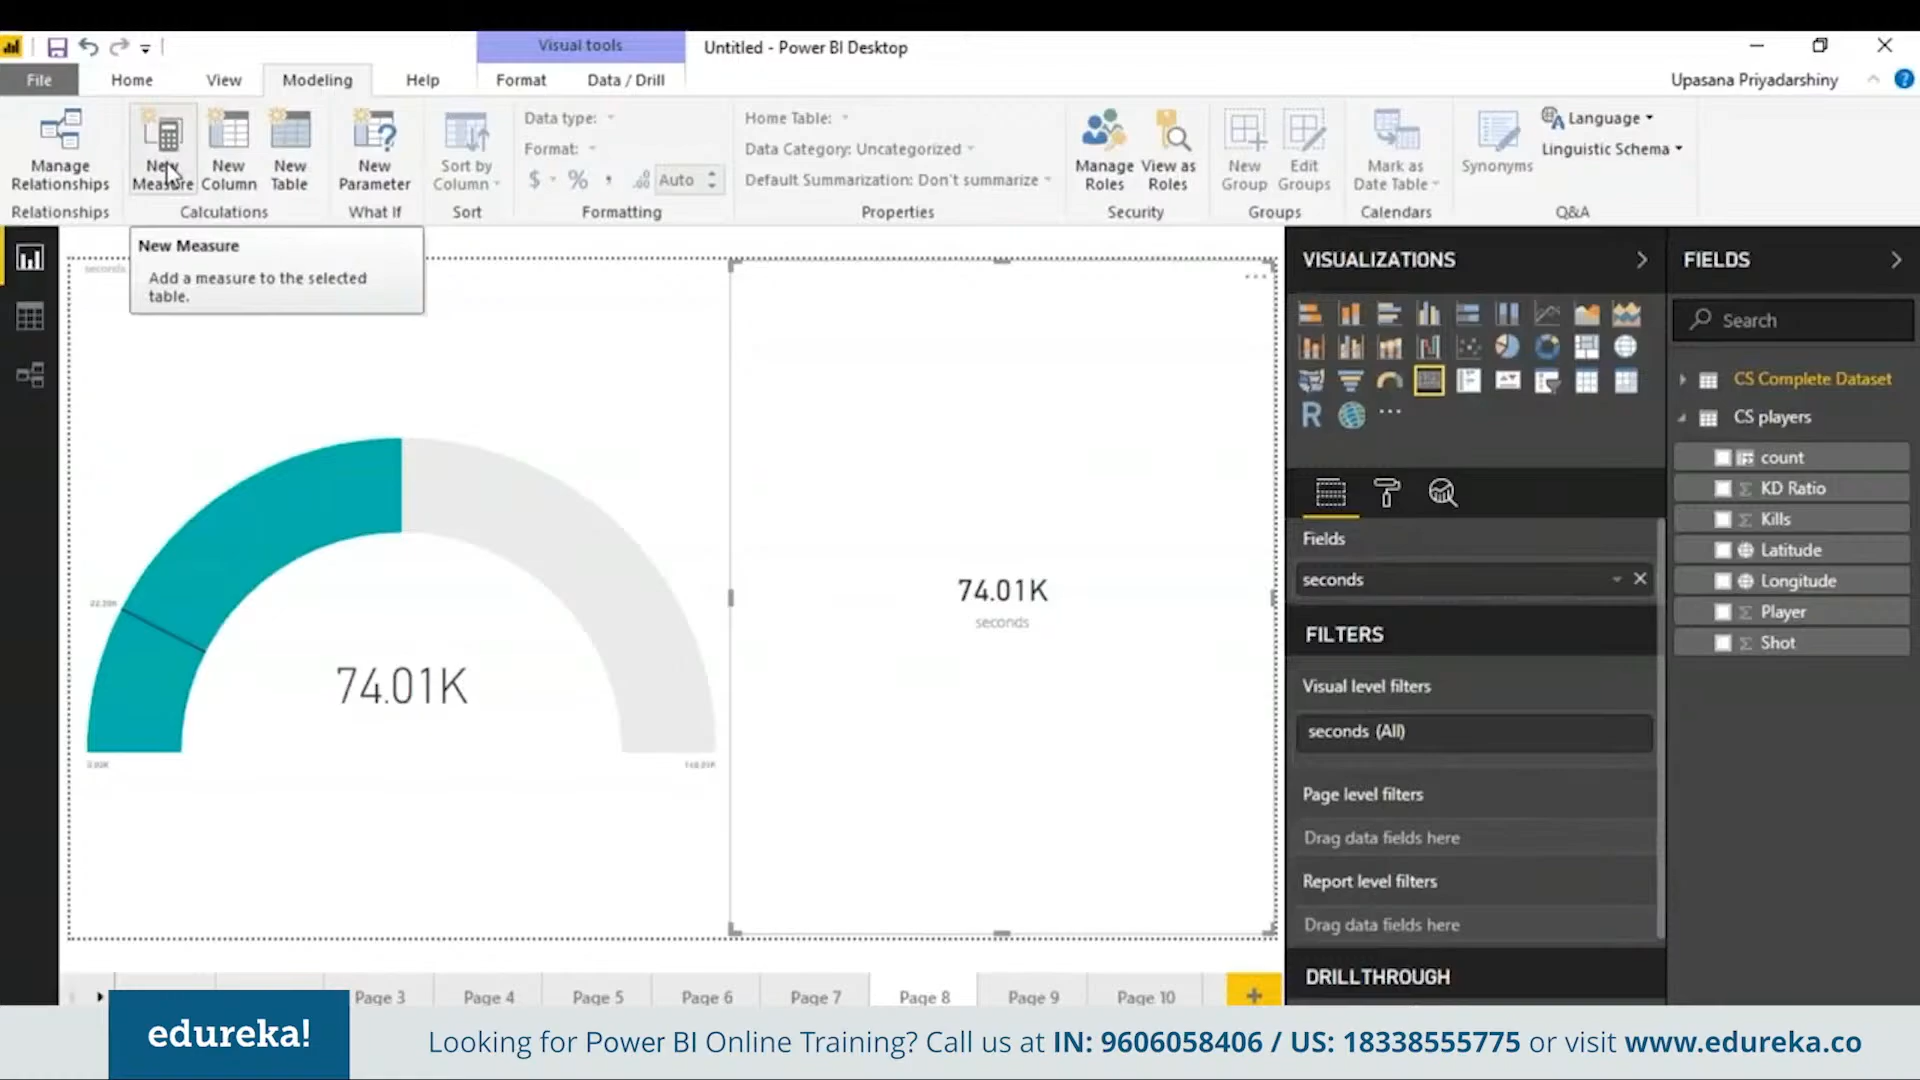 Visual tools
Untitled - Power BI Desktop
File
Home
View
Modeling
Help
Format
Data / Drill
Upasana Priyadarshiny
Manage Relationships
New Measure
New Column
New Table
New Parameter
Sort by Column
Data type:
Format:
$ % , Auto
Home Table:
Data Category: Uncategorized
Default Summarization: Don't summarize
Manage Roles
View as Roles
New Group
Edit Groups
Mark as Date Table
Synonyms
Language
Linguistic Schema
Relationships
Calculations
What If
Sort
Formatting
Properties
Security
Groups
Calendars
Q&A
New Measure
Add a measure to the selected
table.
seconds
74.01K
74.01K
seconds
VISUALIZATIONS
R
Fields
seconds
FILTERS
Visual level filters
seconds (All)
Page level filters
Drag data fields here
Report level filters
Drag data fields here
DRILLTHROUGH
FIELDS
Search
CS Complete Dataset
CS players
count
KD Ratio
Kills
Latitude
Longitude
Player
Shot
Page 3
Page 4
Page 5
Page 6
Page 7
Page 8
Page 9
Page 10
edureka!
Looking for Power BI Online Training? Call us at IN: 9606058406 / US: 18338555775 or visit www.edureka.co